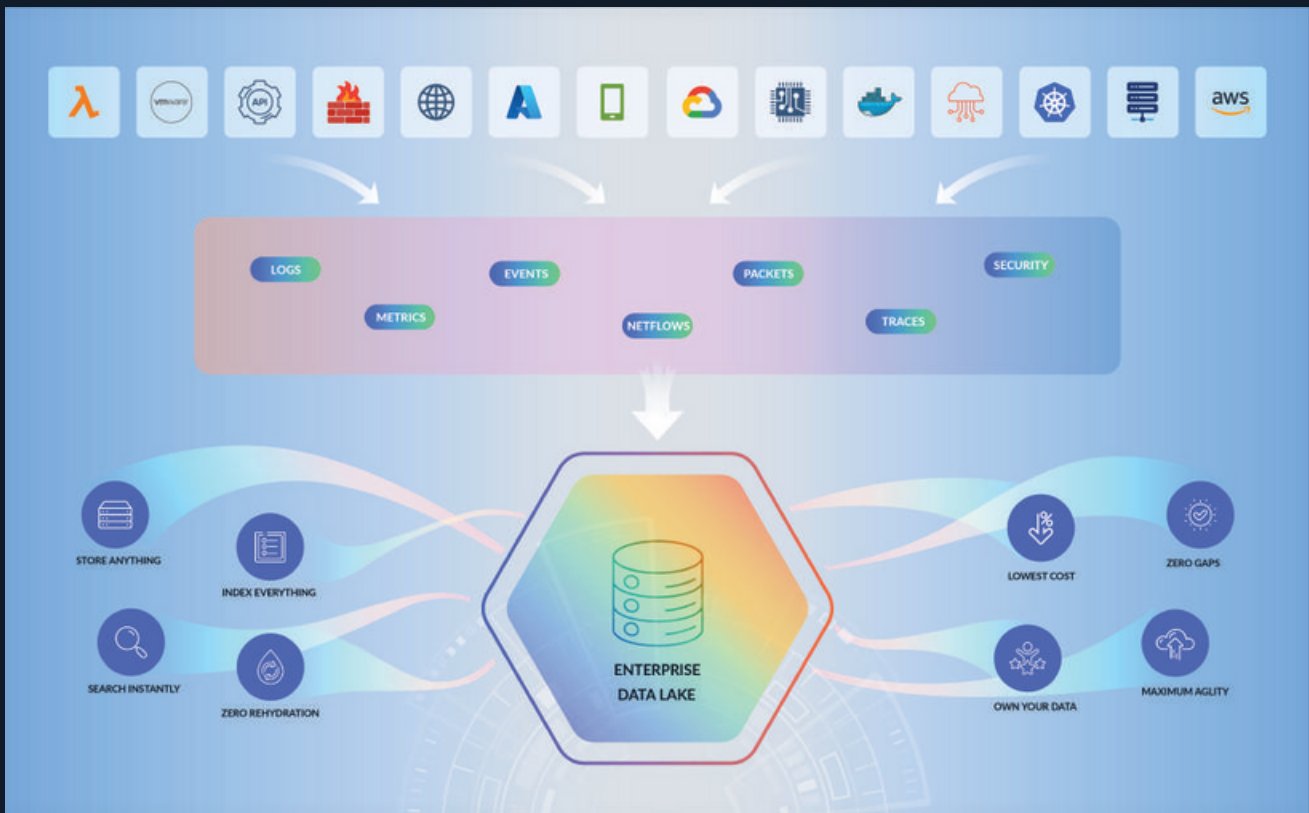 λ
vmware
API
aws
LOGS
EVENTS
PACKETS
SECURITY
METRICS
NETFLOWS
TRACES
STORE ANYTHING
INDEX EVERYTHING
SEARCH INSTANTLY
ZERO REHYDRATION
ENTERPRISE
DATA LAKE
%
LOWEST COST
ZERO GAPS
OWN YOUR DATA
MAXIMUM AGLITY